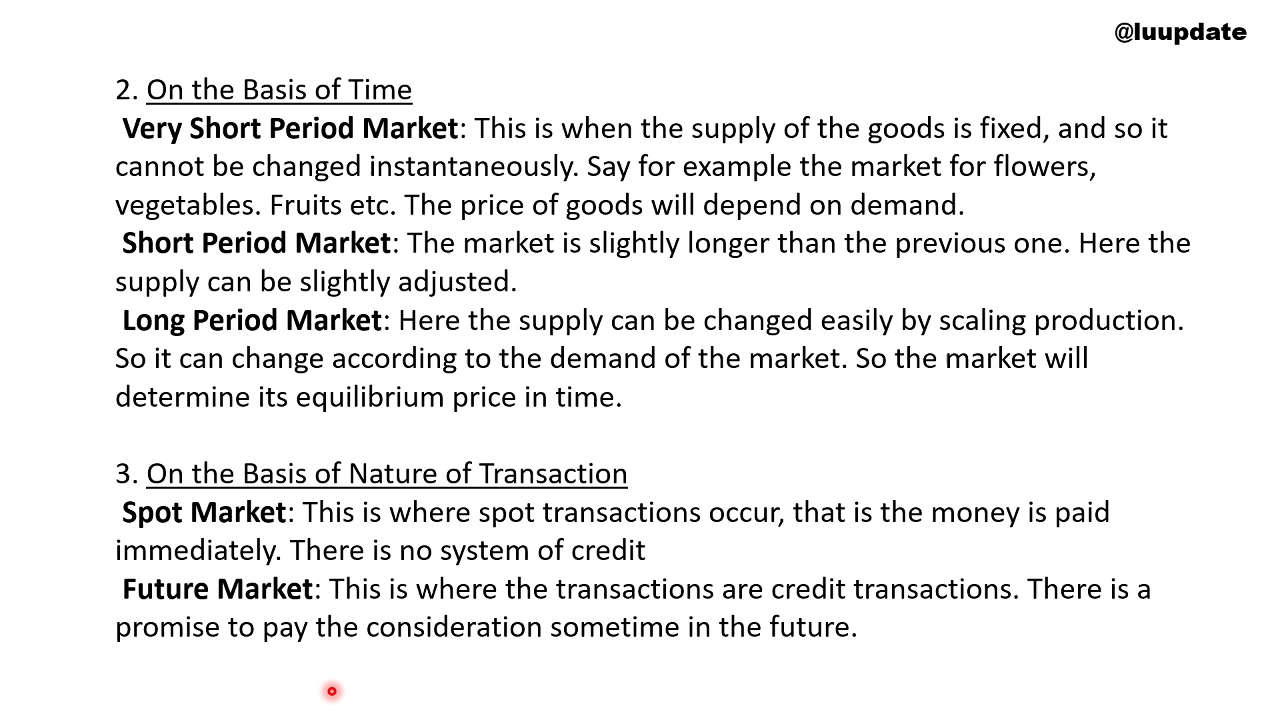 @luupdate
2. On the Basis of Time
Very Short Period Market: This is when the supply of the goods is fixed, and so it
cannot be changed instantaneously. Say for example the market for flowers,
vegetables. Fruits etc. The price of goods will depend on demand.
Short Period Market: The market is slightly longer than the previous one. Here the
supply can be slightly adjusted.
Long Period Market: Here the supply can be changed easily by scaling production.
So it can change according to the demand of the market. So the market will
determine its equilibrium price in time.
3. On the Basis of Nature of Transaction
Spot Market: This is where spot transactions occur, that is the money is paid
immediately. There is no system of credit
Future Market: This is where the transactions are credit transactions. There is a
promise to pay the consideration sometime in the future.